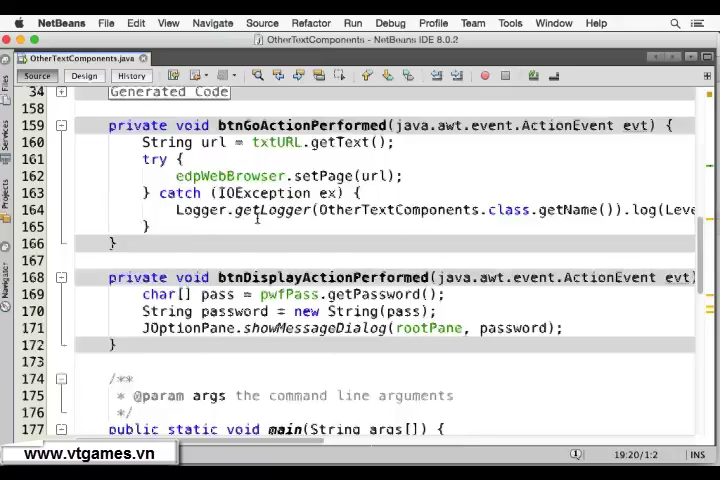 NetBeans File Edit View Navigate Source Refactor Run Debug Profile Team Tools Window Help
OtherTextComponents.java - NetBeans IDE 8.0.2
OtherTextComponents.java
Source Design History
Files
Services
Projects
Navigator
34 Generated Code
158
159 private void btnGoActionPerformed(java.awt.event.ActionEvent evt) {
160 String url = txtURL.getText();
161 try {
162 edpWebBrowser.setPage(url);
163 } catch (IOException ex) {
164 Logger.getLogger(OtherTextComponents.class.getName()).log(Leve
165 }
166 }
167
168 private void btnDisplayActionPerformed(java.awt.event.ActionEvent evt)
169 char[] pass = pwfPass.getPassword();
170 String password = new String(pass);
171 JOptionPane.showMessageDialog(rootPane, password);
172 }
173
174 /**
175 * @param args the command line arguments
176 */
177 public static void main(String args[]) {
www.vtgames.vn
19:20/1:2 INS